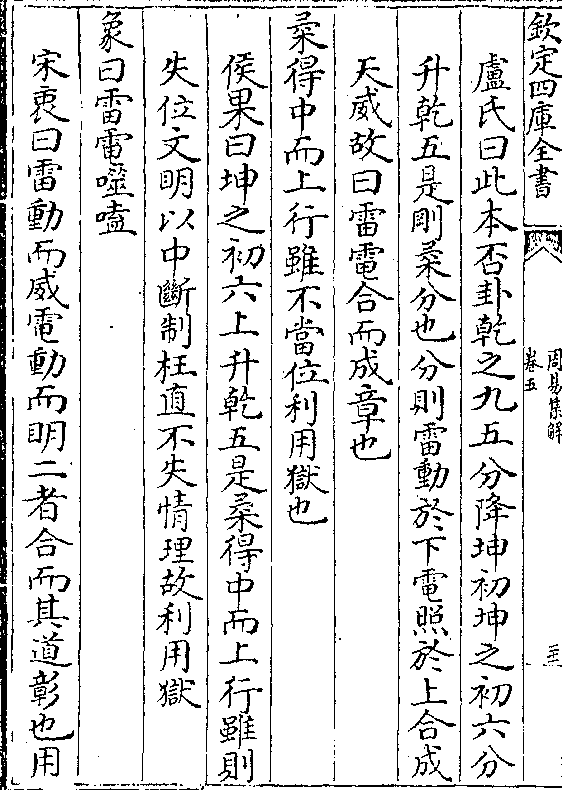 欽定四庫全書
周易集解
卷五
盧氏曰此本否卦乾之九五分降坤初坤之初六分
升乾五是剛柔分也分則雷動於下電照於上合成
天威故曰雷電合而成章也
柔得中而上行雖不當位利用獄也
侯果曰坤之初六上升乾五是柔得中而上行雖則
失位文明以中斷制枉直不失情理故利用獄
象曰雷電噬嗑
宋衷曰雷動而威電動而明二者合而其道彰也用